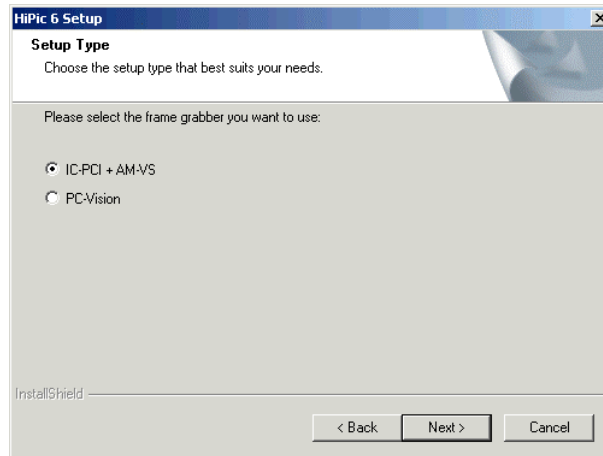 HiPic 6 Setup
Setup Type
Choose the setup type that best suits your needs.
Please select the frame grabber you want to use:
IC-PCI + AM-VS
PC-Vision
InstallShield
< Back Next > Cancel